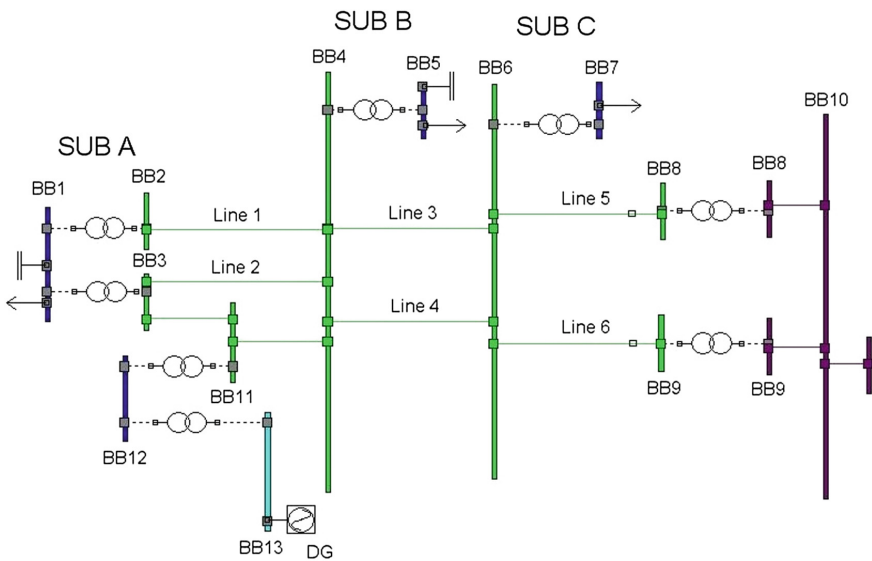 SUB B
SUB C
BB4
BB5
BB6
BB7
BB10
SUB A
BB1
BB2
BB8
BB8
Line 1
Line 3
Line 5
BB3
Line 2
Line 4
Line 6
BB11
BB9
BB9
BB12
BB13
DG